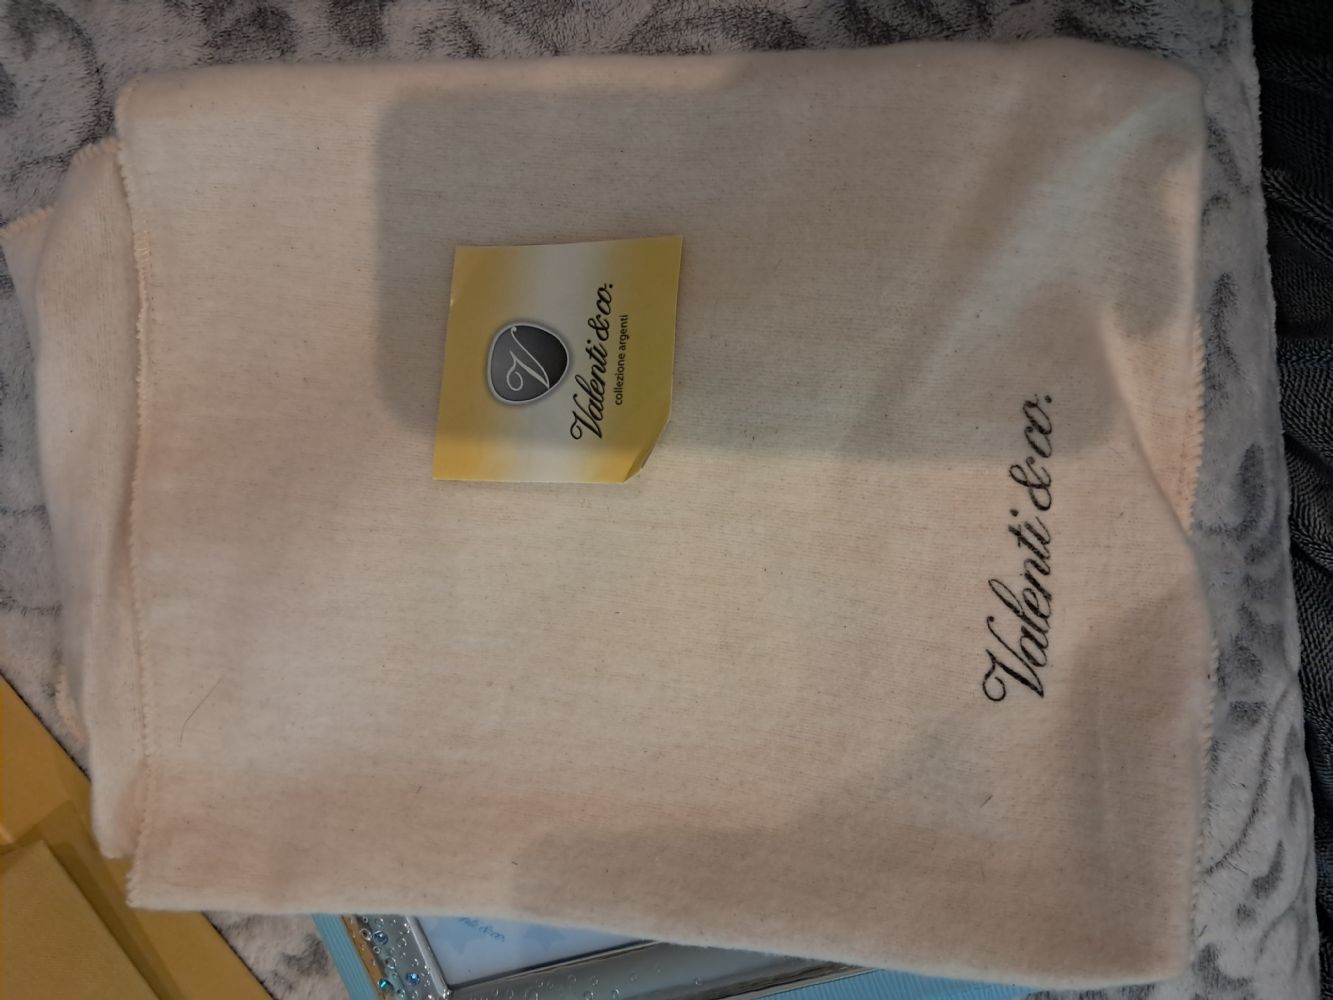 V
Valenti & co.
collezione argenti
Valenti & co.